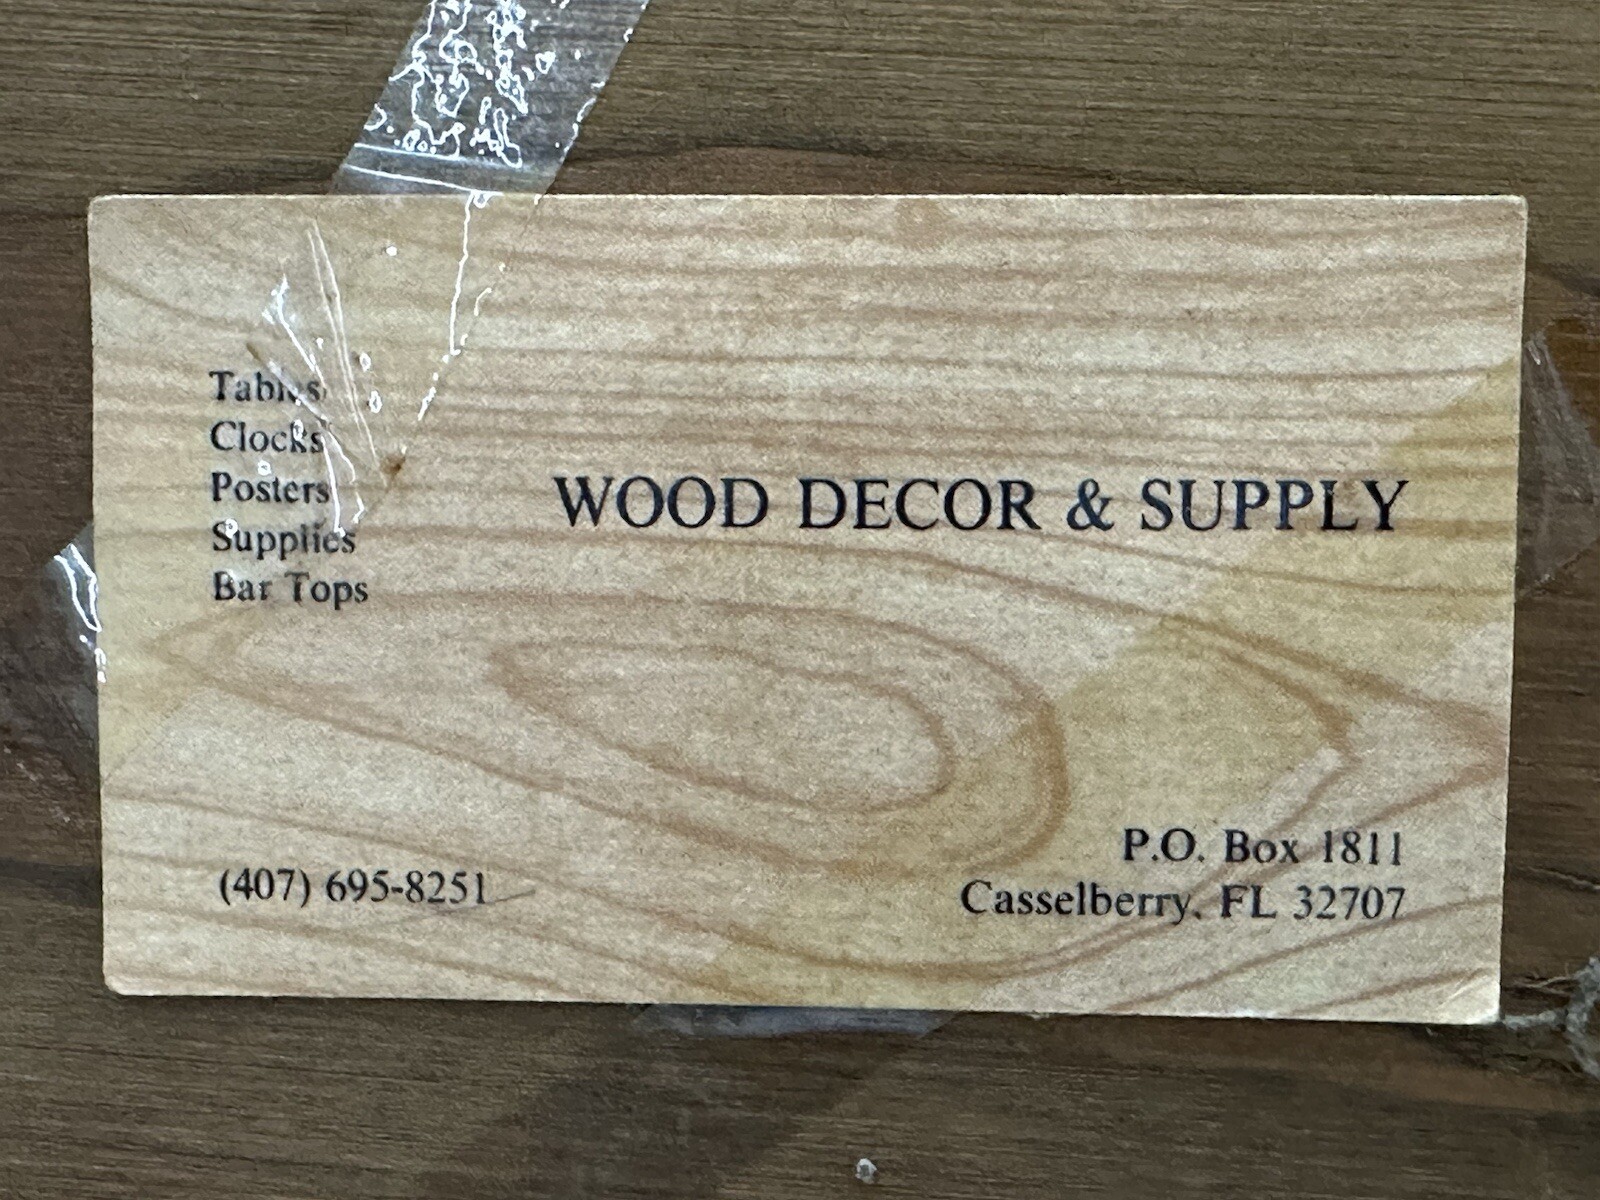 Tables
Clocks
Posters
Supplies
Bar Tops
WOOD DECOR & SUPPLY
(407) 695-8251
P.O. Box 1811
Casselberry, FL 32707